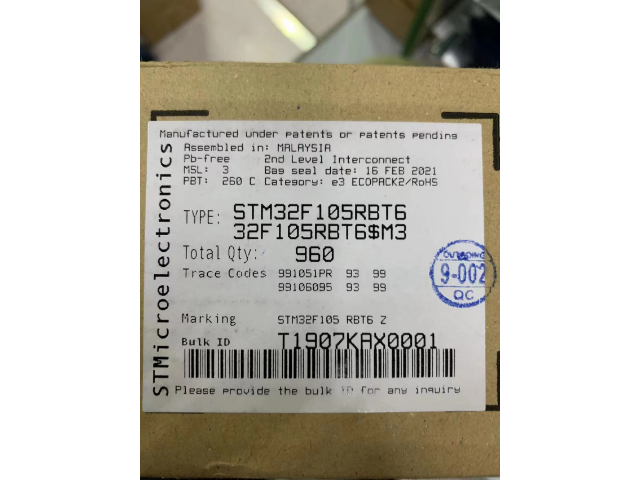 Manufactured under patents or patents pending
Assembled in: MALAYSIA
Pb-free 2nd Level Interconnect
MSL: 3 Bag seal date: 16 FEB 2021
PBT: 260 C Category: e3 ECOPACK2/RoHS
TYPE: STM32F105RBT6
32F105RBT6$M3
Total Qty: 960
Trace Codes 991051PR 93 99
99106095 93 99
Marking STM32F105 RBT6 Z
Bulk ID T1907KAX0001
Please provide the bulk ID for any inquiry
STMicroelectronics
OUTGOING
9-002
QC